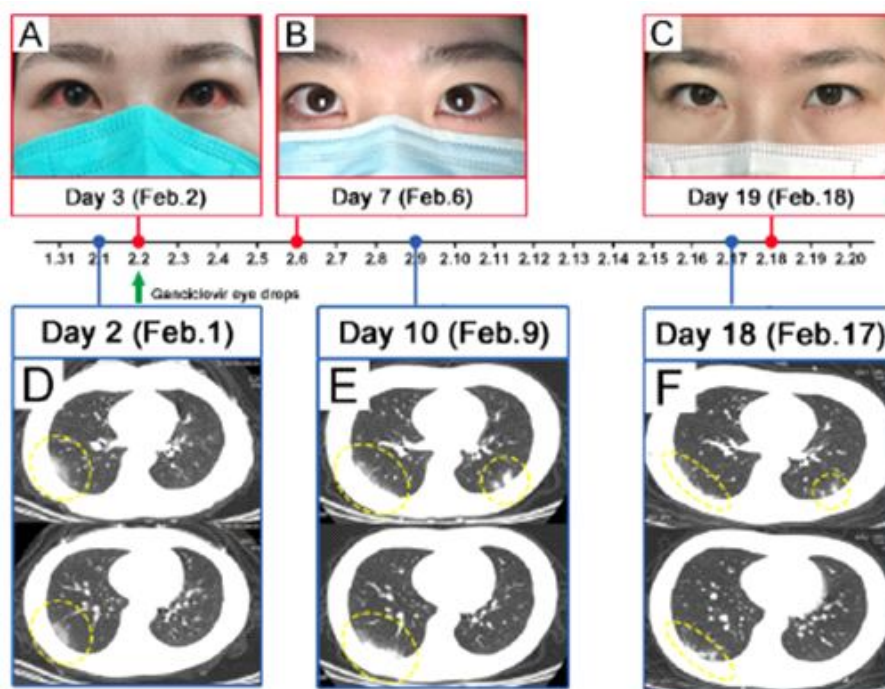 A
B
C
Day 3 (Feb.2)
Day 7 (Feb.6)
Day 19 (Feb.18)
1.31 2.1 2.2 2.3 2.4 2.5 2.6 2.7 2.8 2.9 2.10 2.11 2.12 2.13 2.14 2.15 2.16 2.17 2.18 2.19 2.20
Ganciclovir eye drops
Day 2 (Feb.1)
Day 10 (Feb.9)
Day 18 (Feb.17)
D
E
F